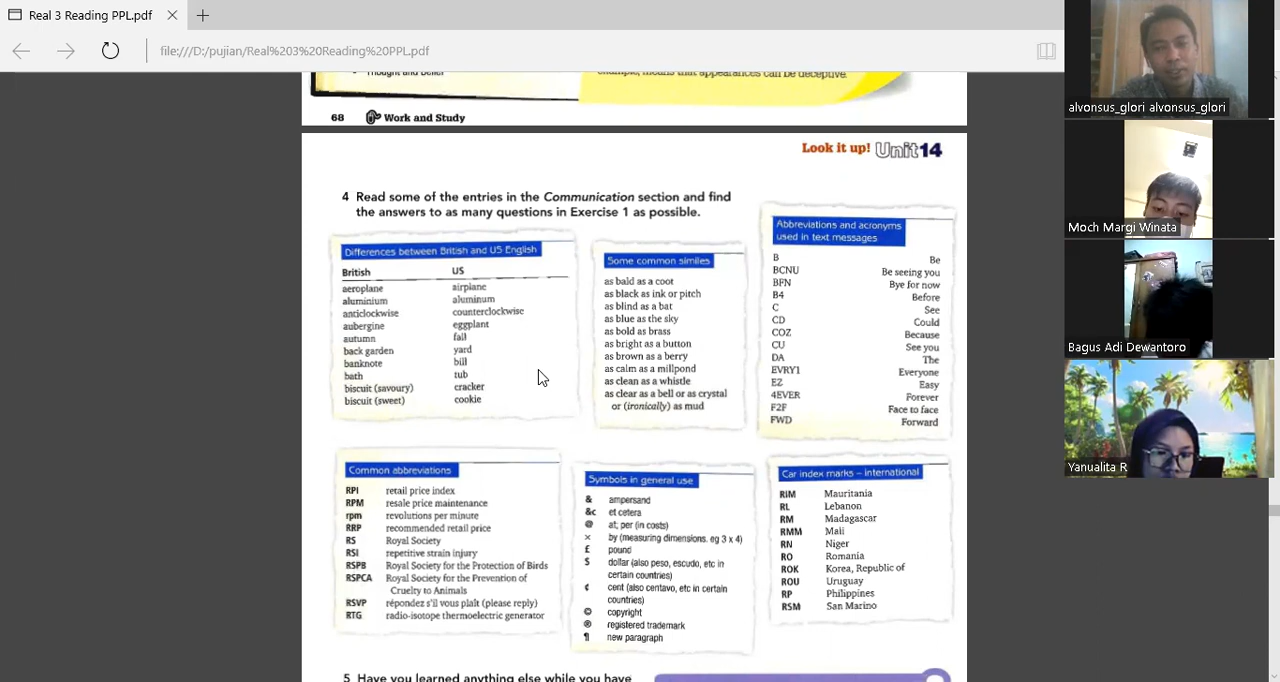 Real 3 Reading PPL.pdf
file:///D:/pujian/Real%203%20Reading%20PPL.pdf
Thought and Belief
example, means that appearances can be deceptive.
68 Work and Study
Look it up! Unit14
4 Read some of the entries in the Communication section and find
the answers to as many questions in Exercise 1 as possible.
Differences between British and US English
British US
aeroplane airplane
aluminium aluminum
anticlockwise counterclockwise
aubergine eggplant
autumn fall
back garden yard
banknote bill
bath tub
biscuit (savoury) cracker
biscuit (sweet) cookie
Some common similes
as bald as a coot
as black as ink or pitch
as blind as a bat
as blue as the sky
as bold as brass
as bright as a button
as brown as a berry
as calm as a millpond
as clean as a whistle
as clear as a bell or as crystal
or (ironically) as mud
Abbreviations and acronyms
used in text messages
B Be
BCNU Be seeing you
BFN Bye for now
B4 Before
C See
CD Could
COZ Because
CU See you
DA The
EVRY1 Everyone
EZ Easy
4EVER Forever
F2F Face to face
FWD Forward
Common abbreviations
RPI retail price index
RPM resale price maintenance
rpm revolutions per minute
RRP recommended retail price
RS Royal Society
RSI repetitive strain injury
RSPB Royal Society for the Protection of Birds
RSPCA Royal Society for the Prevention of
Cruelty to Animals
RSVP répondez s'il vous plaît (please reply)
RTG radio-isotope thermoelectric generator
Symbols in general use
& ampersand
&c et cetera
@ at; per (in costs)
× by (measuring dimensions. eg 3 x 4)
£ pound
$ dollar (also peso, escudo, etc in
certain countries)
¢ cent (also centavo, etc in certain
countries)
© copyright
® registered trademark
¶ new paragraph
Car index marks – international
RIM Mauritania
RL Lebanon
RM Madagascar
RMM Mali
RN Niger
RO Romania
ROK Korea, Republic of
ROU Uruguay
RP Philippines
RSM San Marino
5 Have you learned anything else while you have
alvonsus_glori alvonsus_glori
Moch Margi Winata
Bagus Adi Dewantoro
Yanualita R